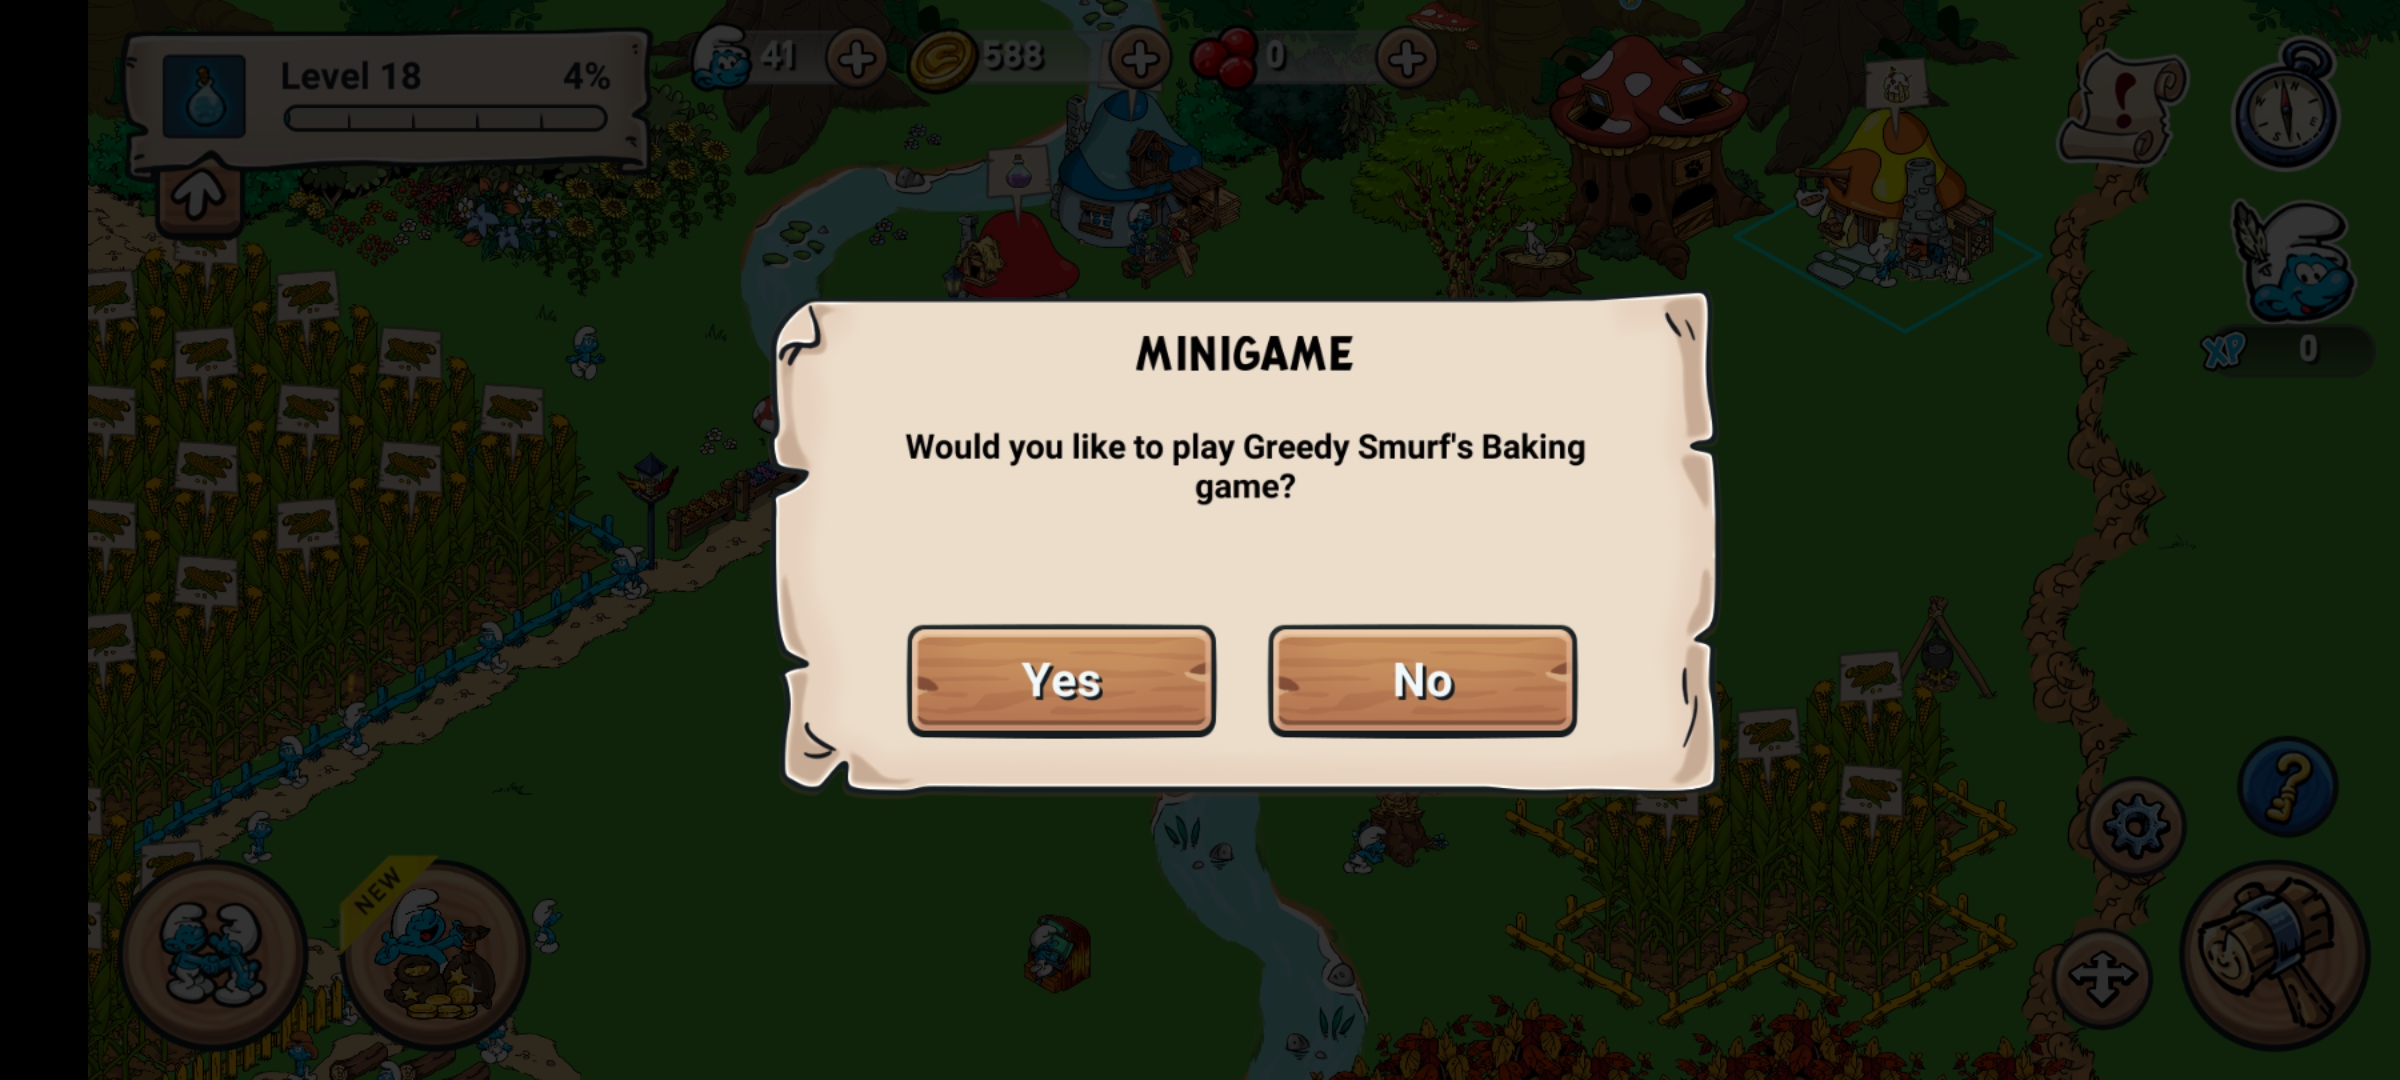 Level 18
4%
41
588
0
XP 0
MINIGAME
Would you like to play Greedy Smurf's Baking
game?
Yes
No
NEW